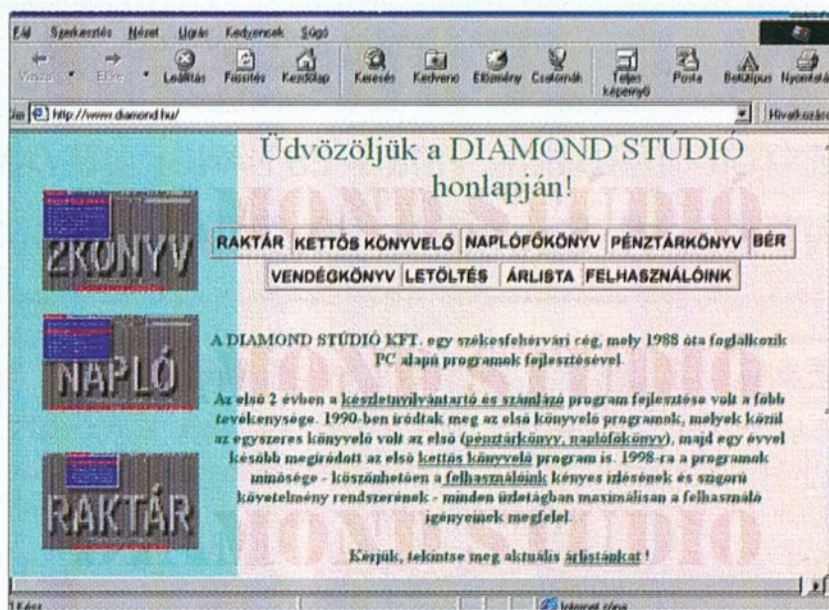 Fájl Szerkesztés Nézet Ugrás Kedvencek Súgó
Vissza Előre Leállítás Frissítés Kezdőlap Keresés Kedvenc Előzmény Csatornák Teljes képernyő Posta Betűtípus Nyomtatás
http://www.diamond.hu/ Hivatkozások
Üdvözöljük a DIAMOND STÚDIÓ
honlapján!
2KÖNYV
RAKTÁR KETTŐS KÖNYVELŐ NAPLÓFŐKÖNYV PÉNZTÁRKÖNYV BÉR
VENDÉGKÖNYV LETÖLTÉS ÁRLISTA FELHASZNÁLÓINK
NAPLÓ
A DIAMOND STÚDIÓ KFT. egy székesfehérvári cég, mely 1988 óta foglalkozik
PC alapú programok fejlesztésével.
Az első 2 évben a készletnyilvántartó és számlázó program fejlesztése volt a főbb
tevékenysége. 1990-ben íródtak meg az első könyvelő programok, melyek közül
az egyszeres könyvelő volt az első (pénztárkönyv, naplófőkönyv), majd egy évvel
később megíródott az első kettős könyvelő program is. 1998-ra a programok
minősége - köszönhetően a felhasználóink kényes ízlésének és szigorú
követelmény rendszerének - minden üzletágban maximálisan a felhasználó
igényeinek megfelel.
RAKTÁR
Kérjük, tekintse meg aktuális árlistánkat !
Kész Internet zóna